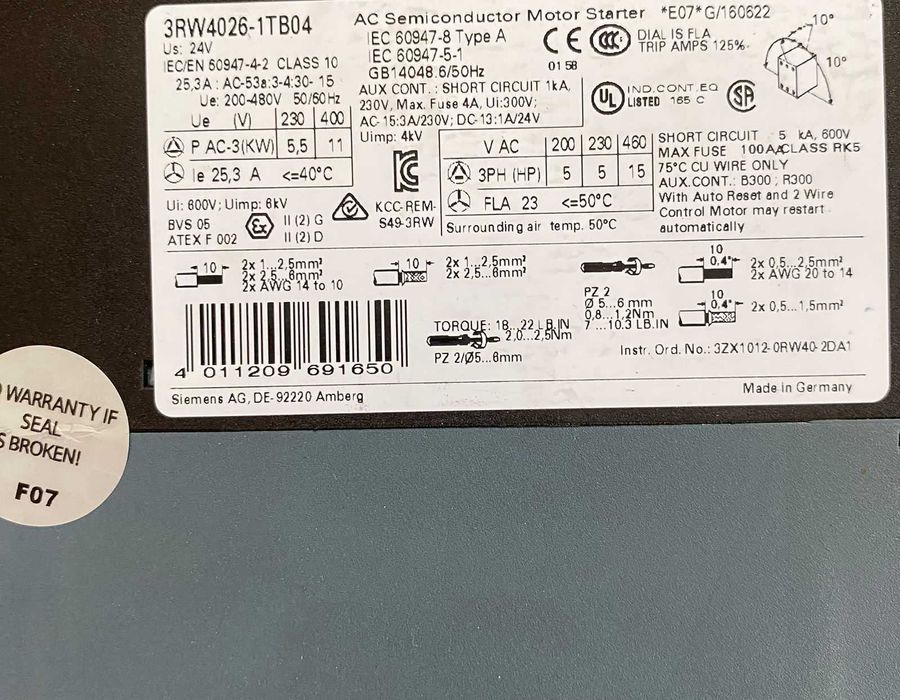 3RW4026-1TB04
Us: 24V
IEC/EN 60947-4-2 CLASS 10
25,3A : AC-53a:3-4:30- 15
Ue: 200-480V 50/60Hz
Ue (V) 230 400
P AC-3(KW) 5,5 11
Ie 25,3 A <=40°C
Ui: 600V; Uimp: 6kV
BVS 05
ATEX F 002
Ex
II (2) G
II (2) D
AC Semiconductor Motor Starter *E07*G/160622
IEC 60947-8 Type A
IEC 60947-5-1
GB14048.6/50Hz
CE
0158
CCC
DIAL IS FLA
TRIP AMPS 125%
10°
10°
AUX CONT.: SHORT CIRCUIT 1kA,
230V, Max. Fuse 4A, Ui:300V;
AC-15:3A/230V; DC-13:1A/24V
Uimp: 4kV
UL
LISTED
IND.CONT.EQ
165 C
SA
KCC-REM-
S49-3RW
V AC 200 230 460
3PH (HP) 5 5 15
FLA 23 <=50°C
Surrounding air temp. 50°C
SHORT CIRCUIT 5 kA, 600V
MAX FUSE 100AACLASS RK5
75°C CU WIRE ONLY
AUX.CONT.: B300 ; R300
With Auto Reset and 2 Wire
Control Motor may restart
automatically
10
2x 1...2,5mm²
2x 2,5...6mm²
2x AWG 14 to 10
10
2x 1...2,5mm²
2x 2,5...6mm²
TORQUE: 18...22 LB.IN
2.0...2,5Nm
PZ 2/Ø5...6mm
PZ 2
Ø 5...6 mm
0,8...1,2Nm
7 ...10.3 LB.IN
10
0.4"
2x 0,5...2,5mm²
2x AWG 20 to 14
10
0.4"
2x 0,5...1,5mm²
Instr. Ord. No.: 3ZX1012-0RW40-2DA1
4 011209 691650
Siemens AG, DE-92220 Amberg
Made in Germany
WARRANTY IF
SEAL
BROKEN!
F07